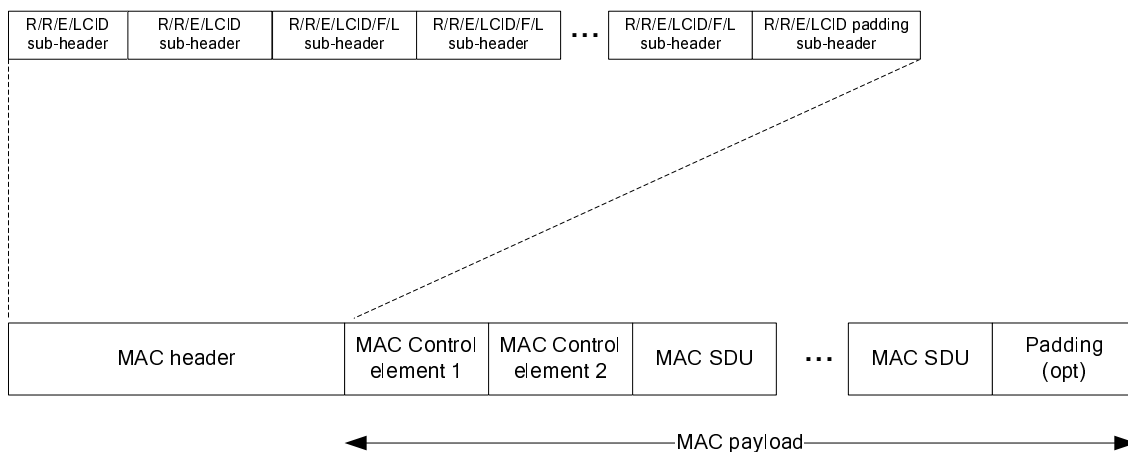 R/R/E/LCID sub-header R/R/E/LCID sub-header R/R/E/LCID/F/L sub-header R/R/E/LCID/F/L sub-header ... R/R/E/LCID/F/L sub-header R/R/E/LCID padding sub-header
MAC header MAC Control element 1 MAC Control element 2 MAC SDU ... MAC SDU Padding (opt)
MAC payload